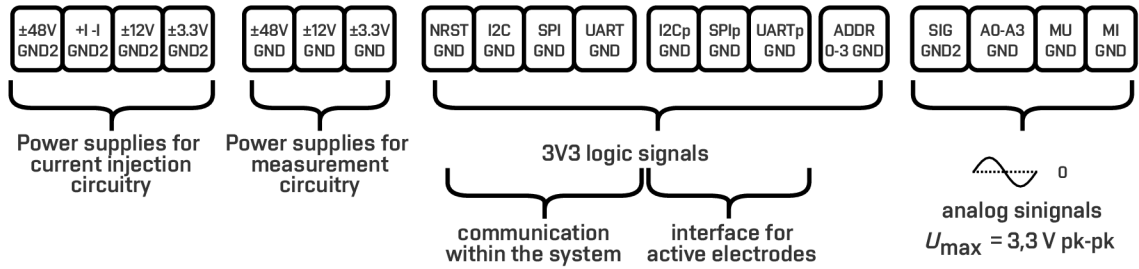 ±48V +I -I ±12V ±3.3V ±48V ±12V ±3.3V NRST I2C SPI UART I2Cp SPIp UARTp ADDR SIG A0-A3 MU MI
GND2 GND2 GND2 GND2 GND GND GND GND GND GND GND GND GND GND 0-3 GND GND2 GND GND GND
Power supplies for
current injection
circuitry
Power supplies for
measurement
circuitry
3V3 logic signals
communication
within the system
interface for
active electrodes
0
analog sinignals
Umax = 3,3 V pk-pk